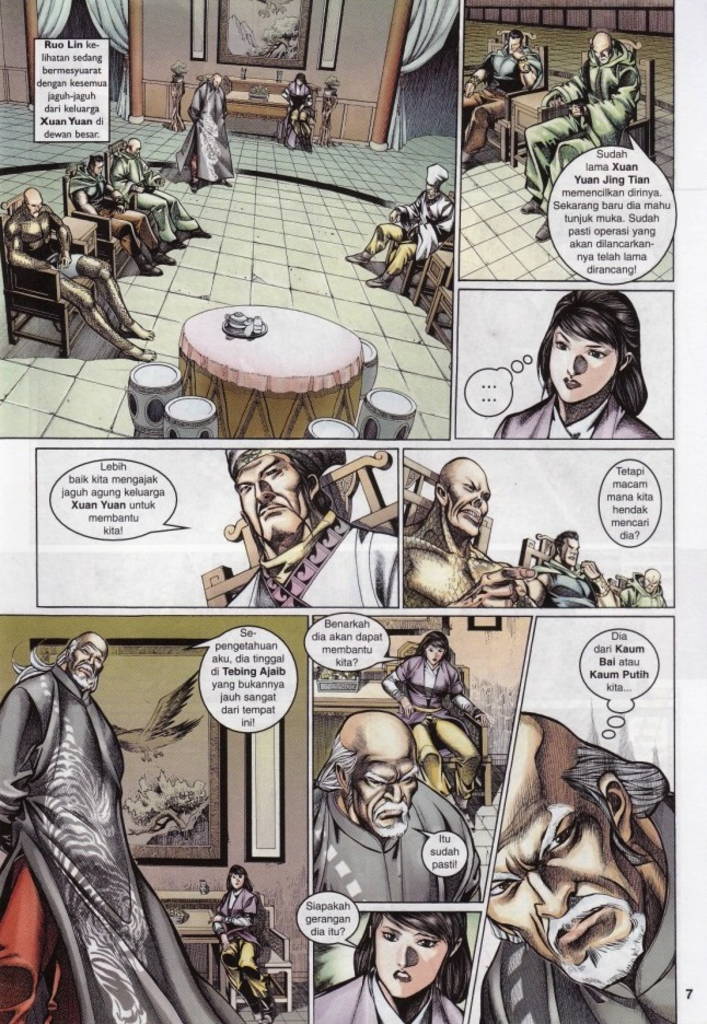 Ruo Lin ke-
lihatan sedang
bermesyuarat
dengan kesemua
jaguh-jaguh
dari keluarga
Xuan Yuan di
dewan besar.
Sudah
lama Xuan
Yuan Jing Tian
memencilkan dirinya.
Sekarang baru dia mahu
tunjuk muka. Sudah
pasti operasi yang
akan dilancarkan-
nya telah lama
dirancang!
...
...
Lebih
baik kita mengajak
jaguh agung keluarga
Xuan Yuan untuk
membantu
kita!
Tetapi
macam
mana kita
hendak
mencari
dia?
Se-
pengetahuan
aku, dia tinggal
di Tebing Ajaib
yang bukannya
jauh sangat
dari tempat
ini!
Benarkah
dia akan dapat
membantu
kita?
Itu
sudah
pasti!
Siapakah
gerangan
dia itu?
Dia
dari Kaum
Bai atau
Kaum Putih
kita...
7